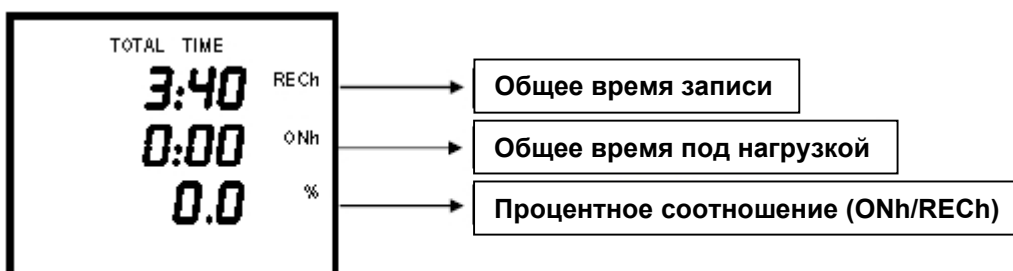 TOTAL TIME
3:40 RECh
Общее время записи
0:00 ONh
Общее время под нагрузкой
0.0 %
Процентное соотношение (ONh/RECh)